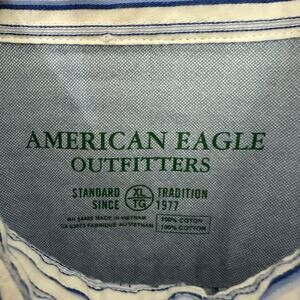 AMERICAN EAGLE
OUTFITTERS
STANDARD XL TRADITION
SINCE TG 1977
MADE IN VIETNAM 100% COTON
FABRIQUÉ AU VIETNAM 100% COTTON